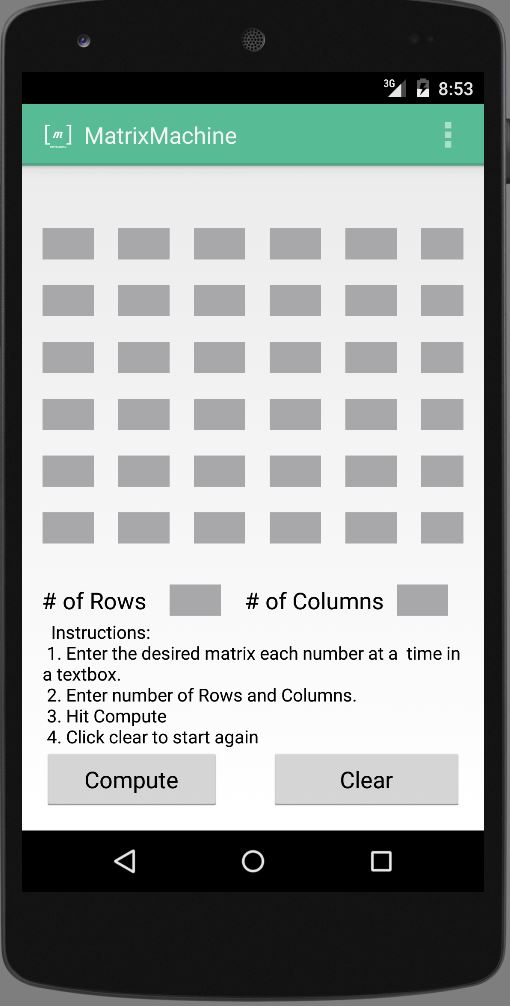 3G 8:53
[m] MatrixMachine
# of Rows # of Columns
Instructions:
1. Enter the desired matrix each number at a time in
a textbox.
2. Enter number of Rows and Columns.
3. Hit Compute
4. Click clear to start again
Compute Clear